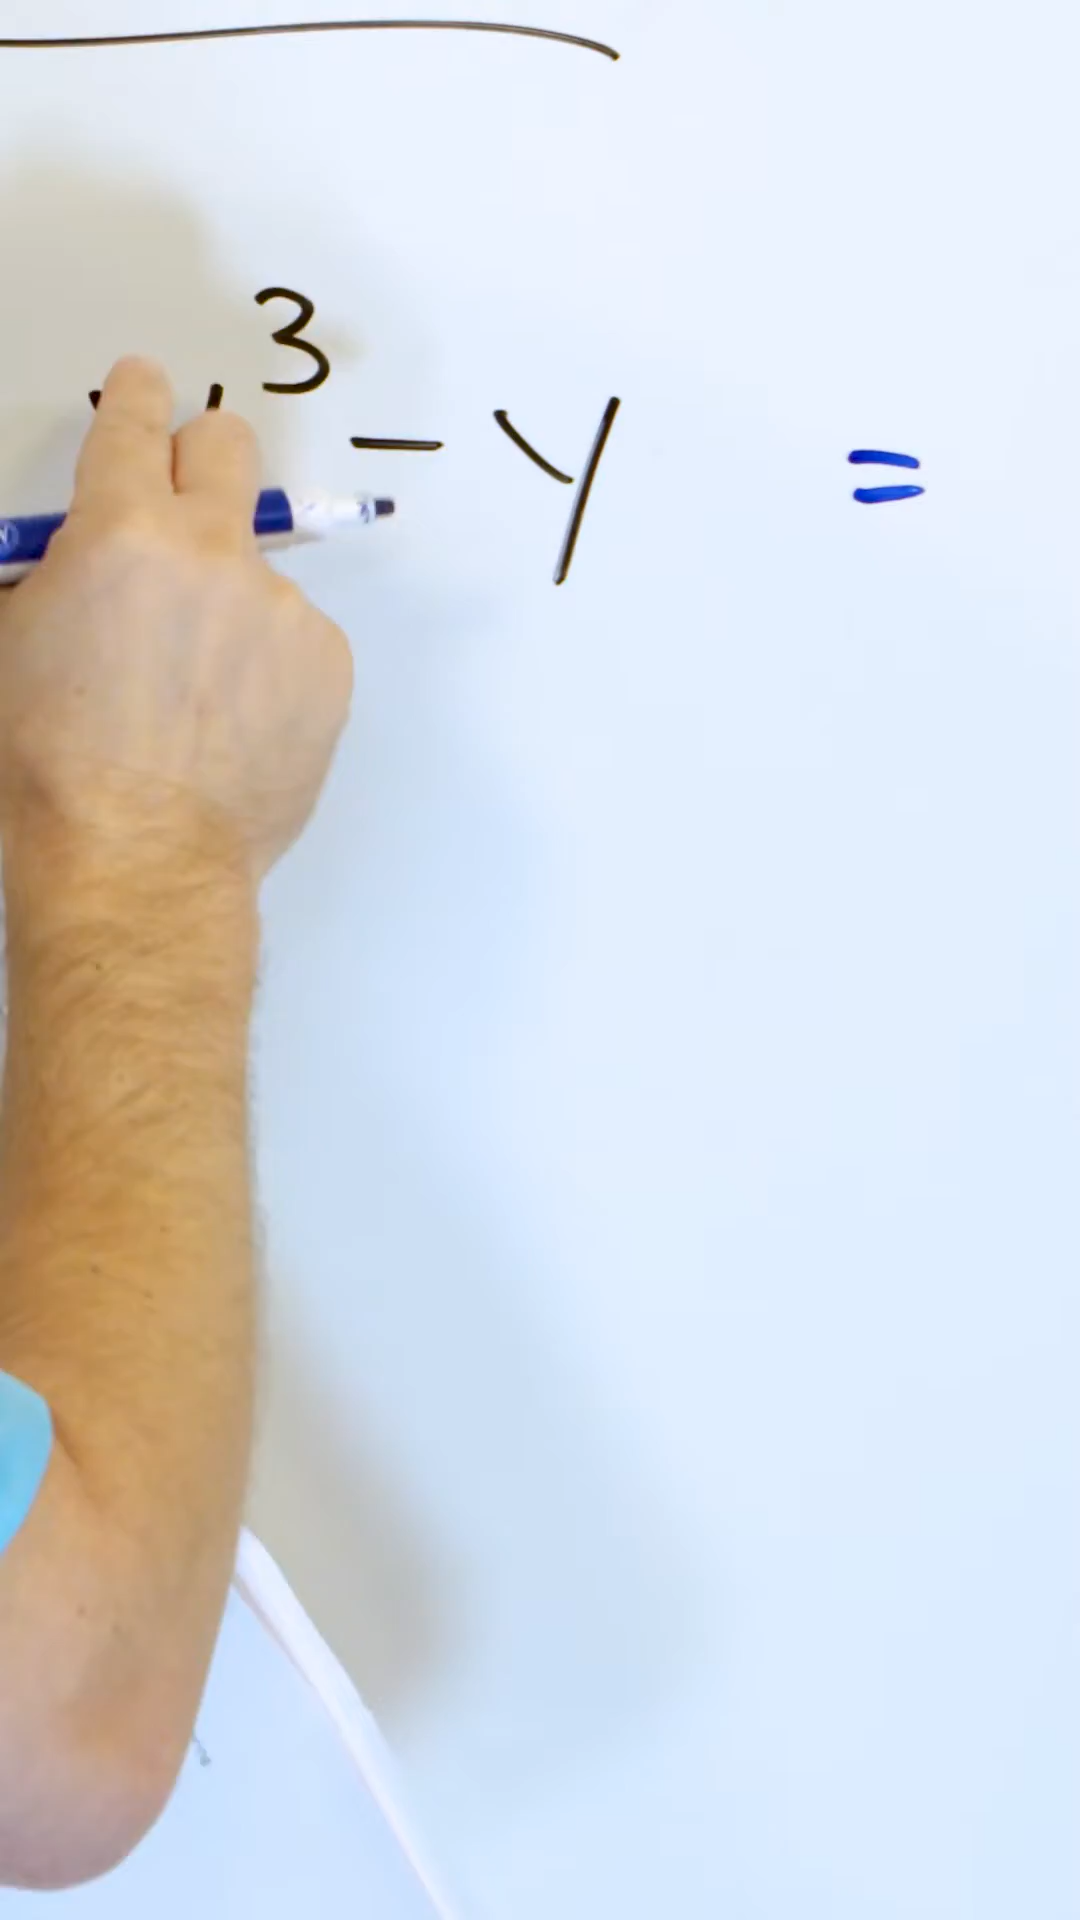 ³ - y =